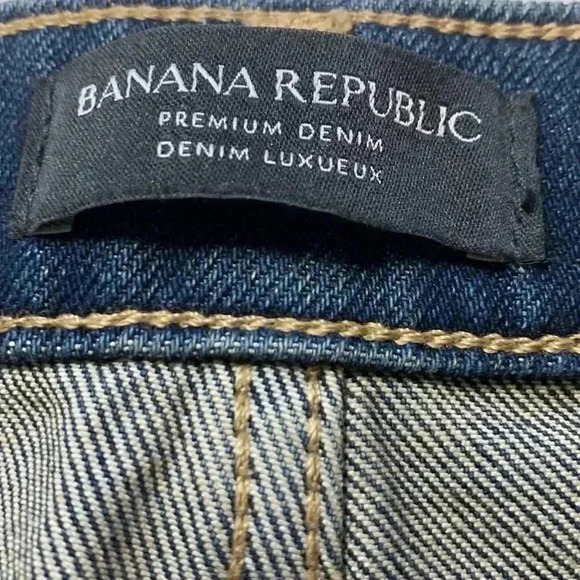 BANANA REPUBLIC
PREMIUM DENIM
DENIM LUXUEUX